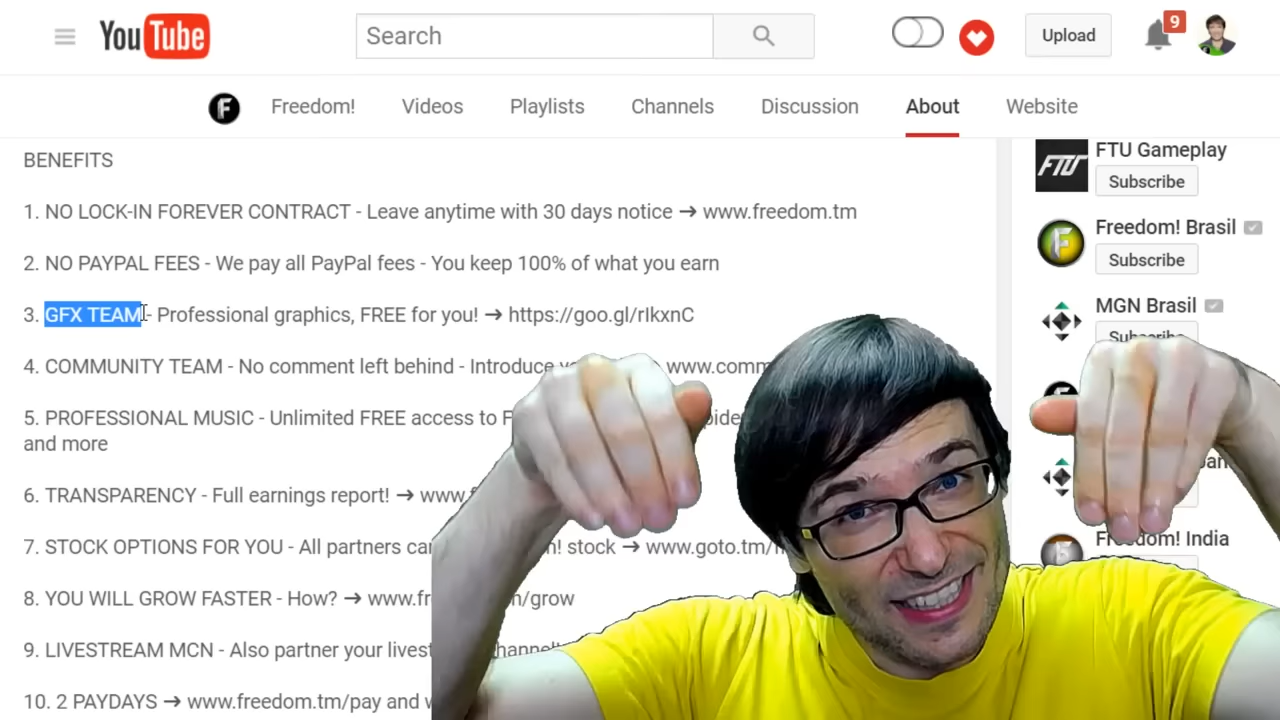 YouTube
Search
Upload
9
Freedom!
Videos
Playlists
Channels
Discussion
About
Website
BENEFITS
1. NO LOCK-IN FOREVER CONTRACT - Leave anytime with 30 days notice → www.freedom.tm
2. NO PAYPAL FEES - We pay all PayPal fees - You keep 100% of what you earn
3. GFX TEAM - Professional graphics, FREE for you! → https://goo.gl/rIkxnC
4. COMMUNITY TEAM - No comment left behind - Introduce www.comm
5. PROFESSIONAL MUSIC - Unlimited FREE access to
and more
6. TRANSPARENCY - Full earnings report! →
7. STOCK OPTIONS FOR YOU - All partners stock → www.goto.tm/
8. YOU WILL GROW FASTER - How? → /grow
9. LIVESTREAM MCN - Also partner your
10. 2 PAYDAYS → www.freedom.tm/pay and
FTU
FTU Gameplay
Subscribe
Freedom! Brasil
Subscribe
MGN Brasil
Subscribe
Freedom! India